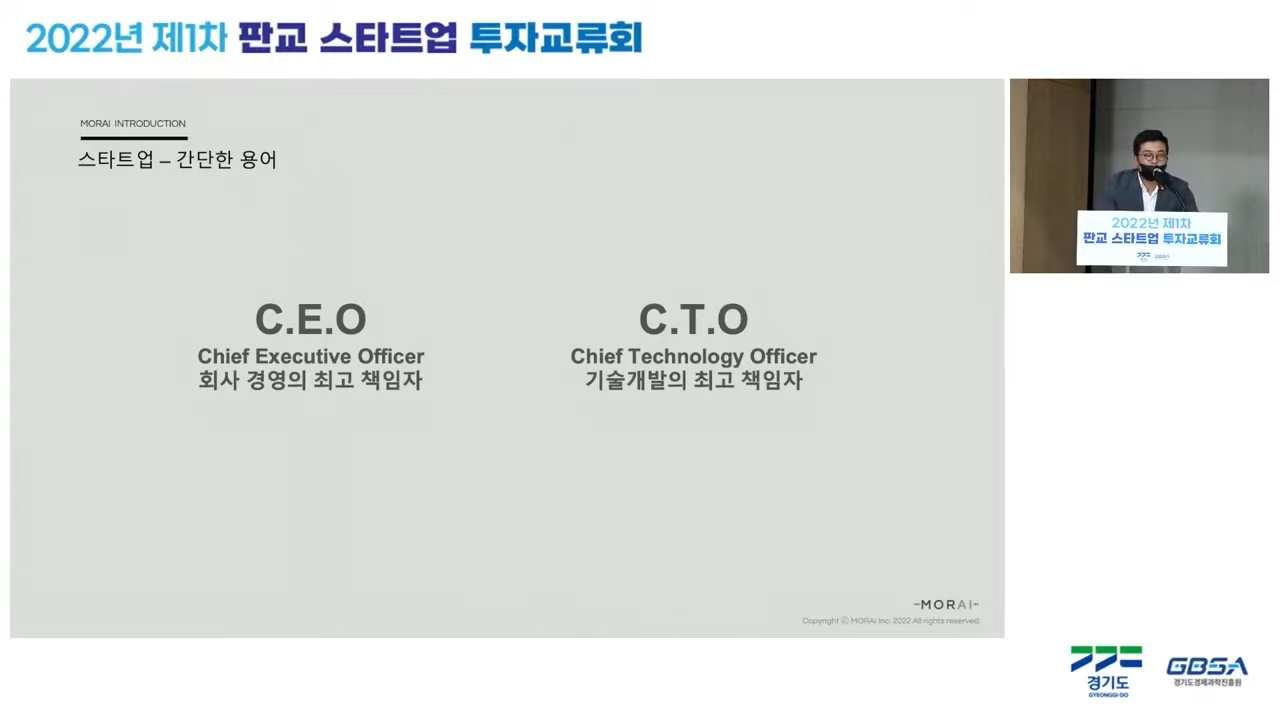 2022년 제1차 판교 스타트업 투자교류회
MORAI INTRODUCTION
스타트업 – 간단한 용어
C.E.O
Chief Executive Officer
회사 경영의 최고 책임자
C.T.O
Chief Technology Officer
기술개발의 최고 책임자
-MORAI-
Copyright ⓒ MORAI Inc. 2022 All rights reserved.
2022년 제1차
판교 스타트업 투자교류회
경기도
GYEONGGI-DO
GBSA
경기도경제과학진흥원